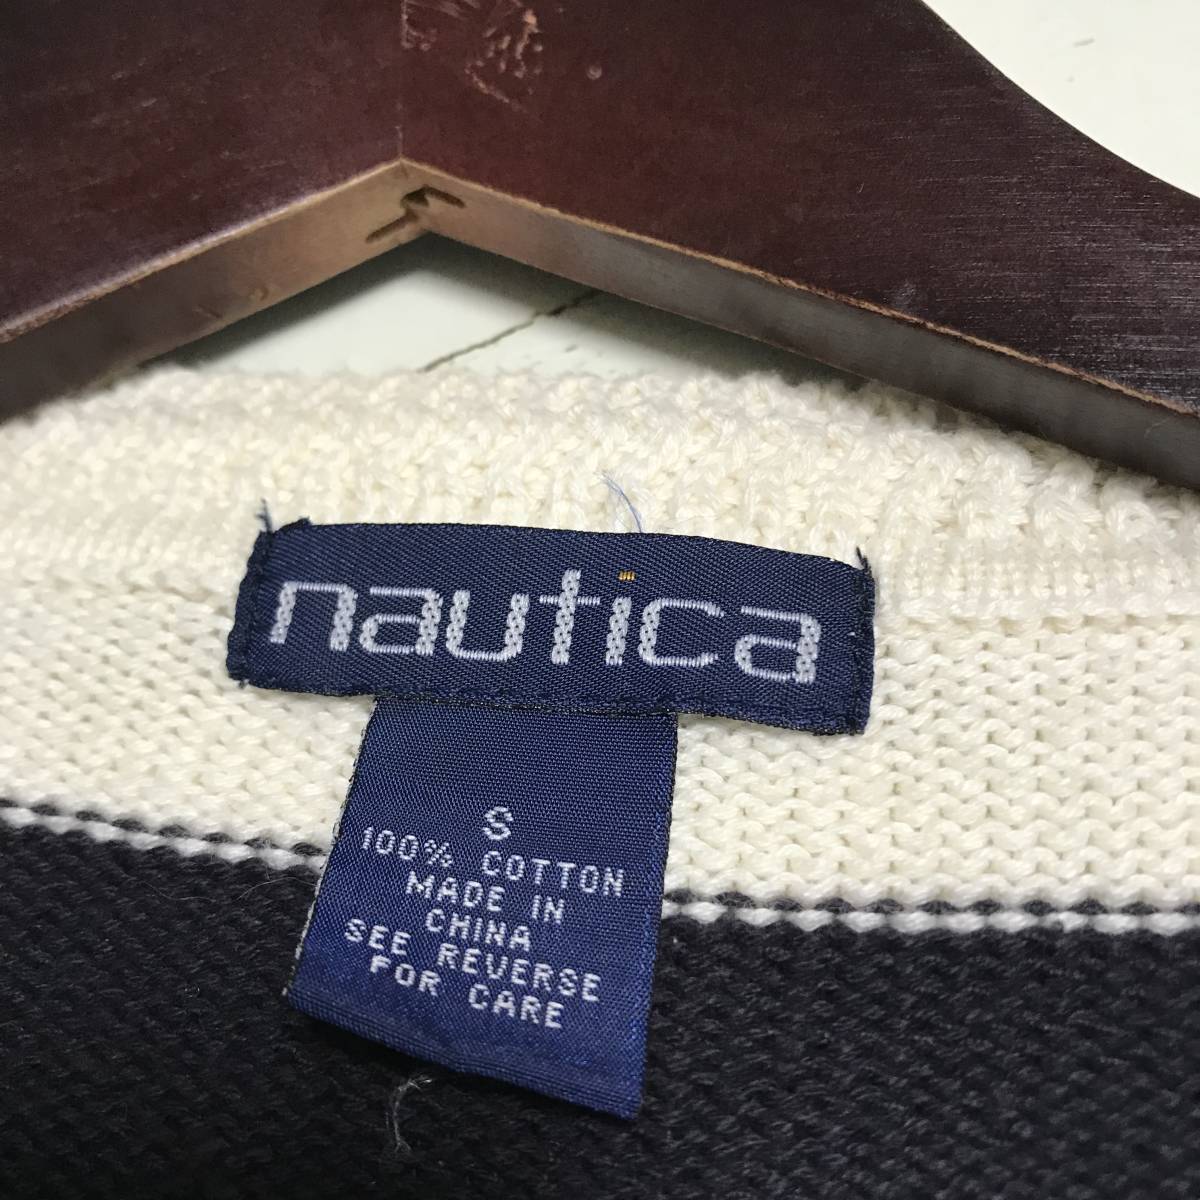 nautica
S
100% COTTON
MADE IN
CHINA
SEE REVERSE
FOR CARE